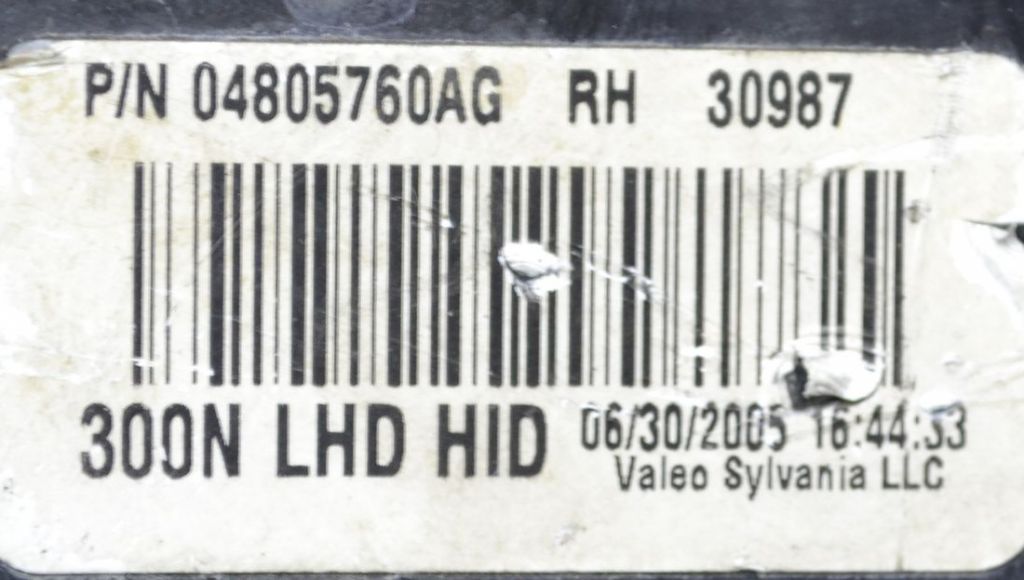 P/N 04805760AG RH 30987
300N LHD HID 06/30/2005 16:44:33
Valeo Sylvania LLC